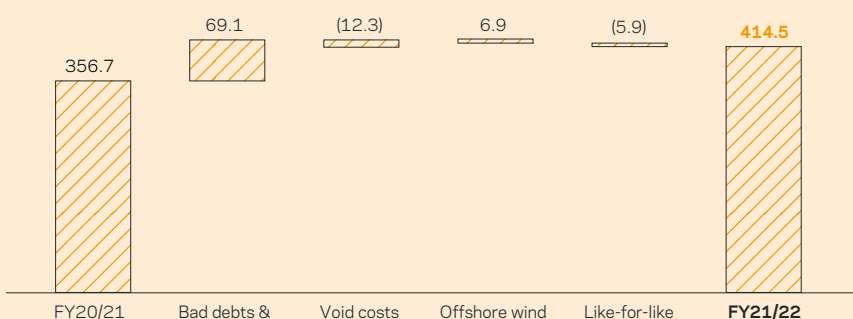 69.1 (12.3) 6.9 (5.9) 414.5
356.7
FY20/21 Bad debts & Void costs Offshore wind Like-for-like FY21/22